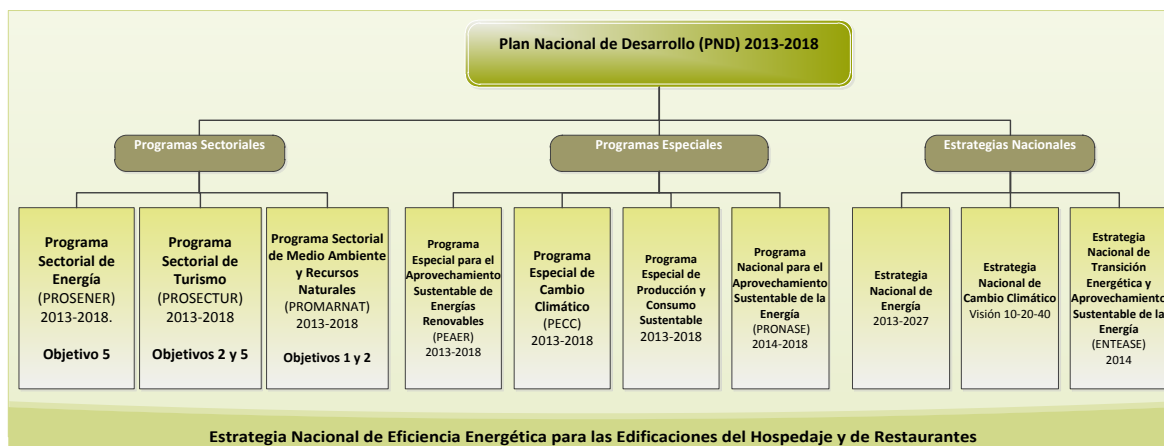 Plan Nacional de Desarrollo (PND) 2013-2018
Programas Sectoriales
Programas Especiales
Estrategias Nacionales
Programa
Sectorial de
Energía
(PROSENER)
2013-2018.
Objetivo 5
Programa
Sectorial de
Turismo
(PROSECTUR)
2013-2018
Objetivos 2 y 5
Programa Sectorial
de Medio Ambiente
y Recursos
Naturales
(PROMARNAT)
2013-2018
Objetivos 1 y 2
Programa
Especial para el
Aprovechamiento
Sustentable de
Energías
Renovables
(PEAER)
2013-2018
Programa
Especial de
Cambio
Climático
(PECC)
2013-2018
Programa
Especial de
Producción y
Consumo
Sustentable
2013-2018
Programa
Nacional para el
Aprovechamiento
Sustentable de la
Energía
(PRONASE)
2014-2018
Estrategia
Nacional de
Energía
2013-2027
Estrategia
Nacional de
Cambio Climático
Visión 10-20-40
Estrategia
Nacional de
Transición
Energética y
Aprovechamiento
Sustentable de la
Energía
(ENTEASE)
2014
Estrategia Nacional de Eficiencia Energética para las Edificaciones del Hospedaje y de Restaurantes